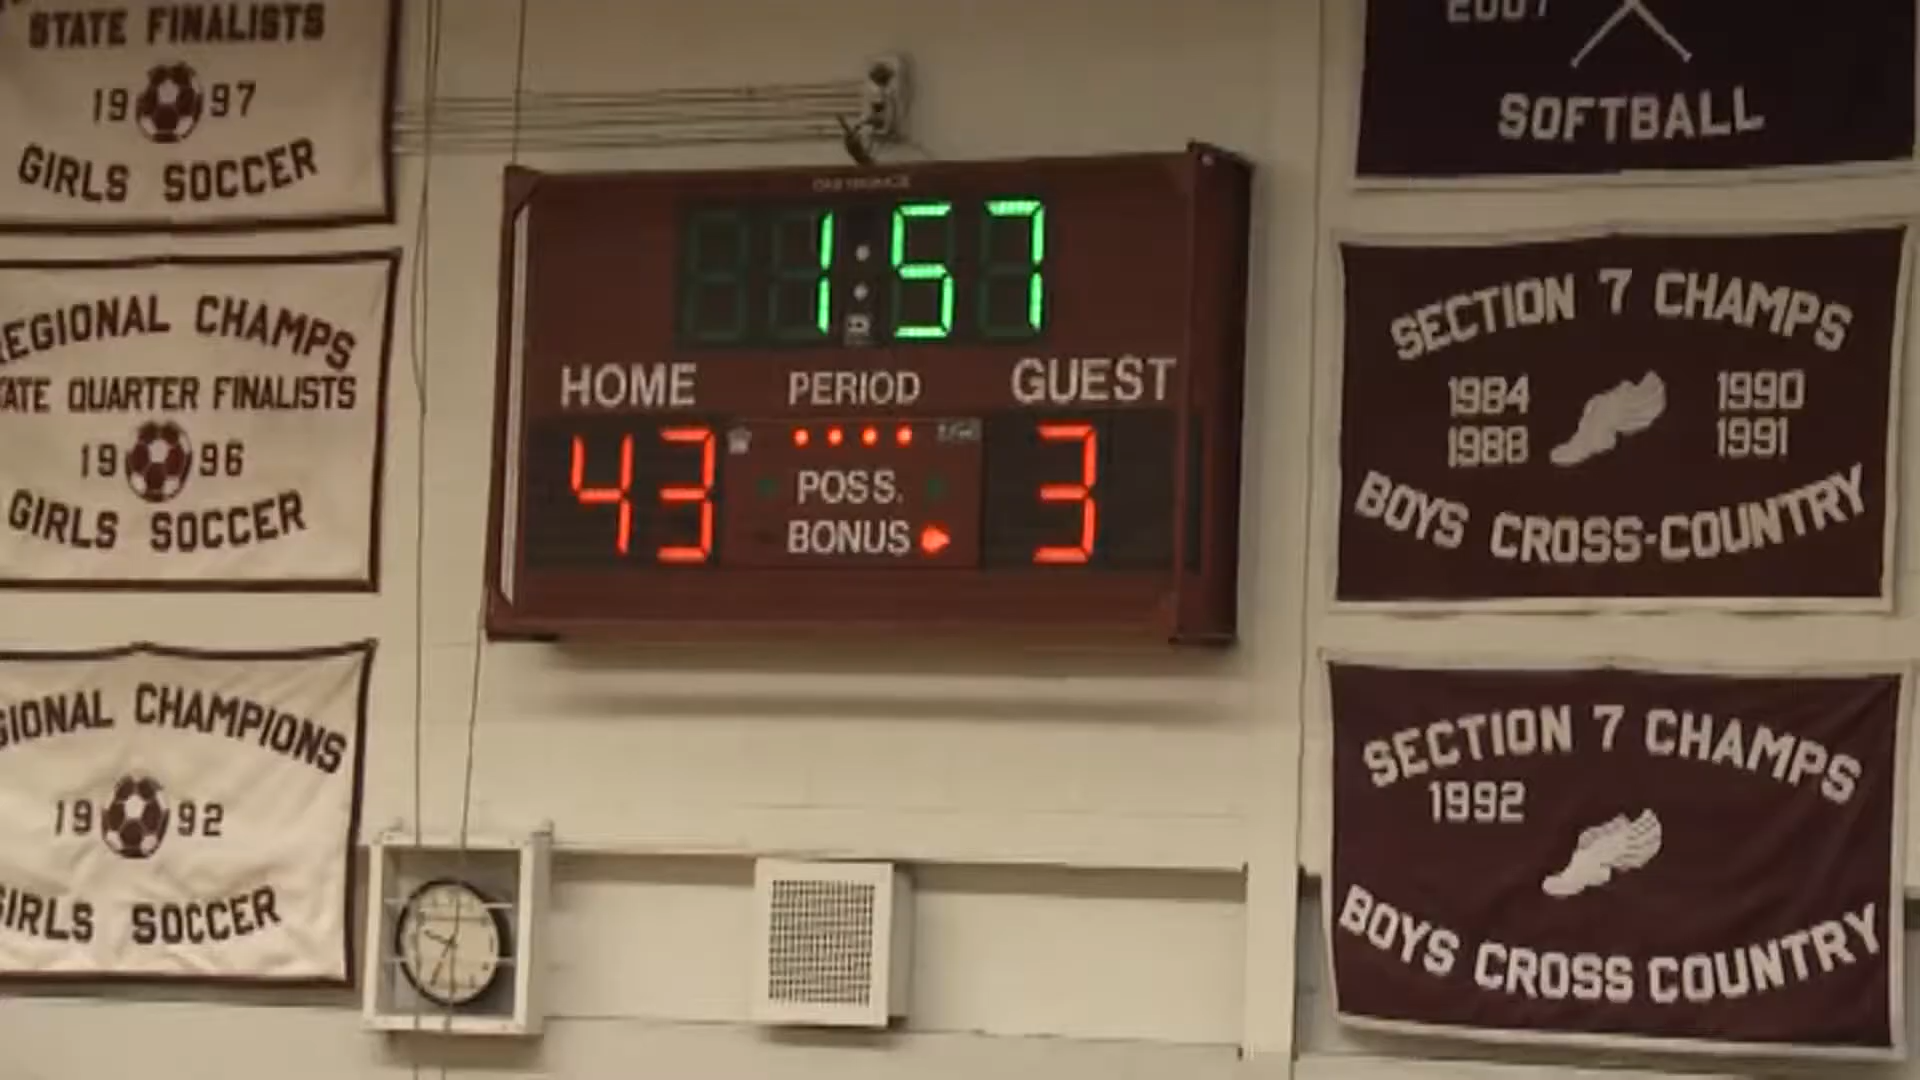 STATE FINALISTS
19 97
GIRLS SOCCER
EGIONAL CHAMPS
ATE QUARTER FINALISTS
19 96
GIRLS SOCCER
GIONAL CHAMPIONS
19 92
GIRLS SOCCER
1:57
HOME PERIOD GUEST
43 3
POSS.
BONUS
2007
SOFTBALL
SECTION 7 CHAMPS
1984 1990
1988 1991
BOYS CROSS-COUNTRY
SECTION 7 CHAMPS
1992
BOYS CROSS COUNTRY